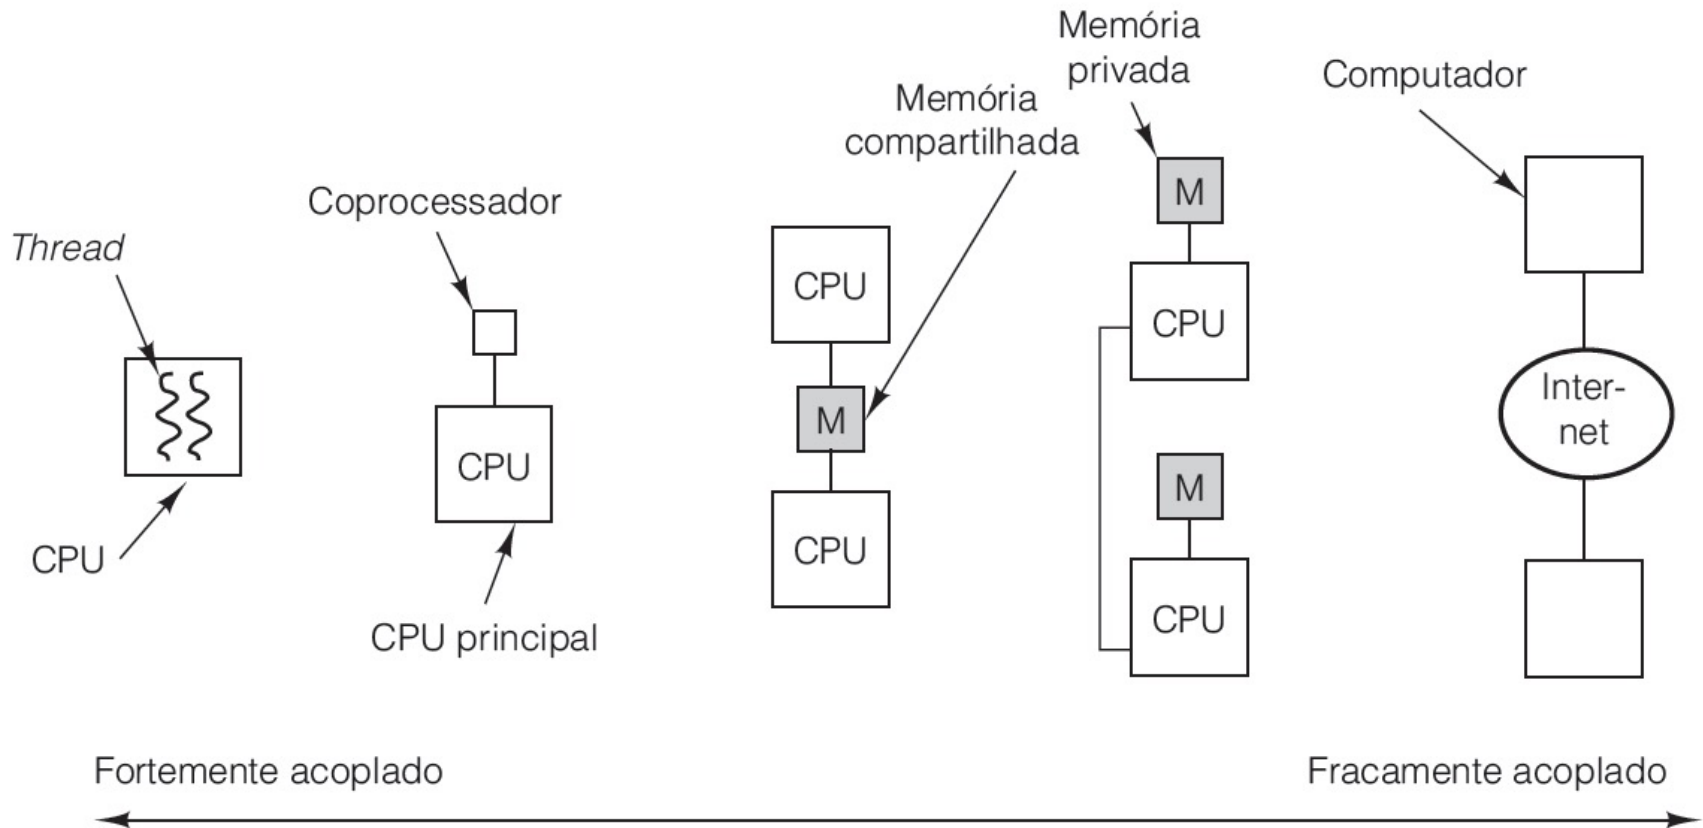 Thread
CPU
Coprocessador
CPU
CPU principal
Memória
compartilhada
CPU
M
CPU
Memória
privada
M
CPU
M
CPU
Computador
Inter-
net
Fortemente acoplado
Fracamente acoplado